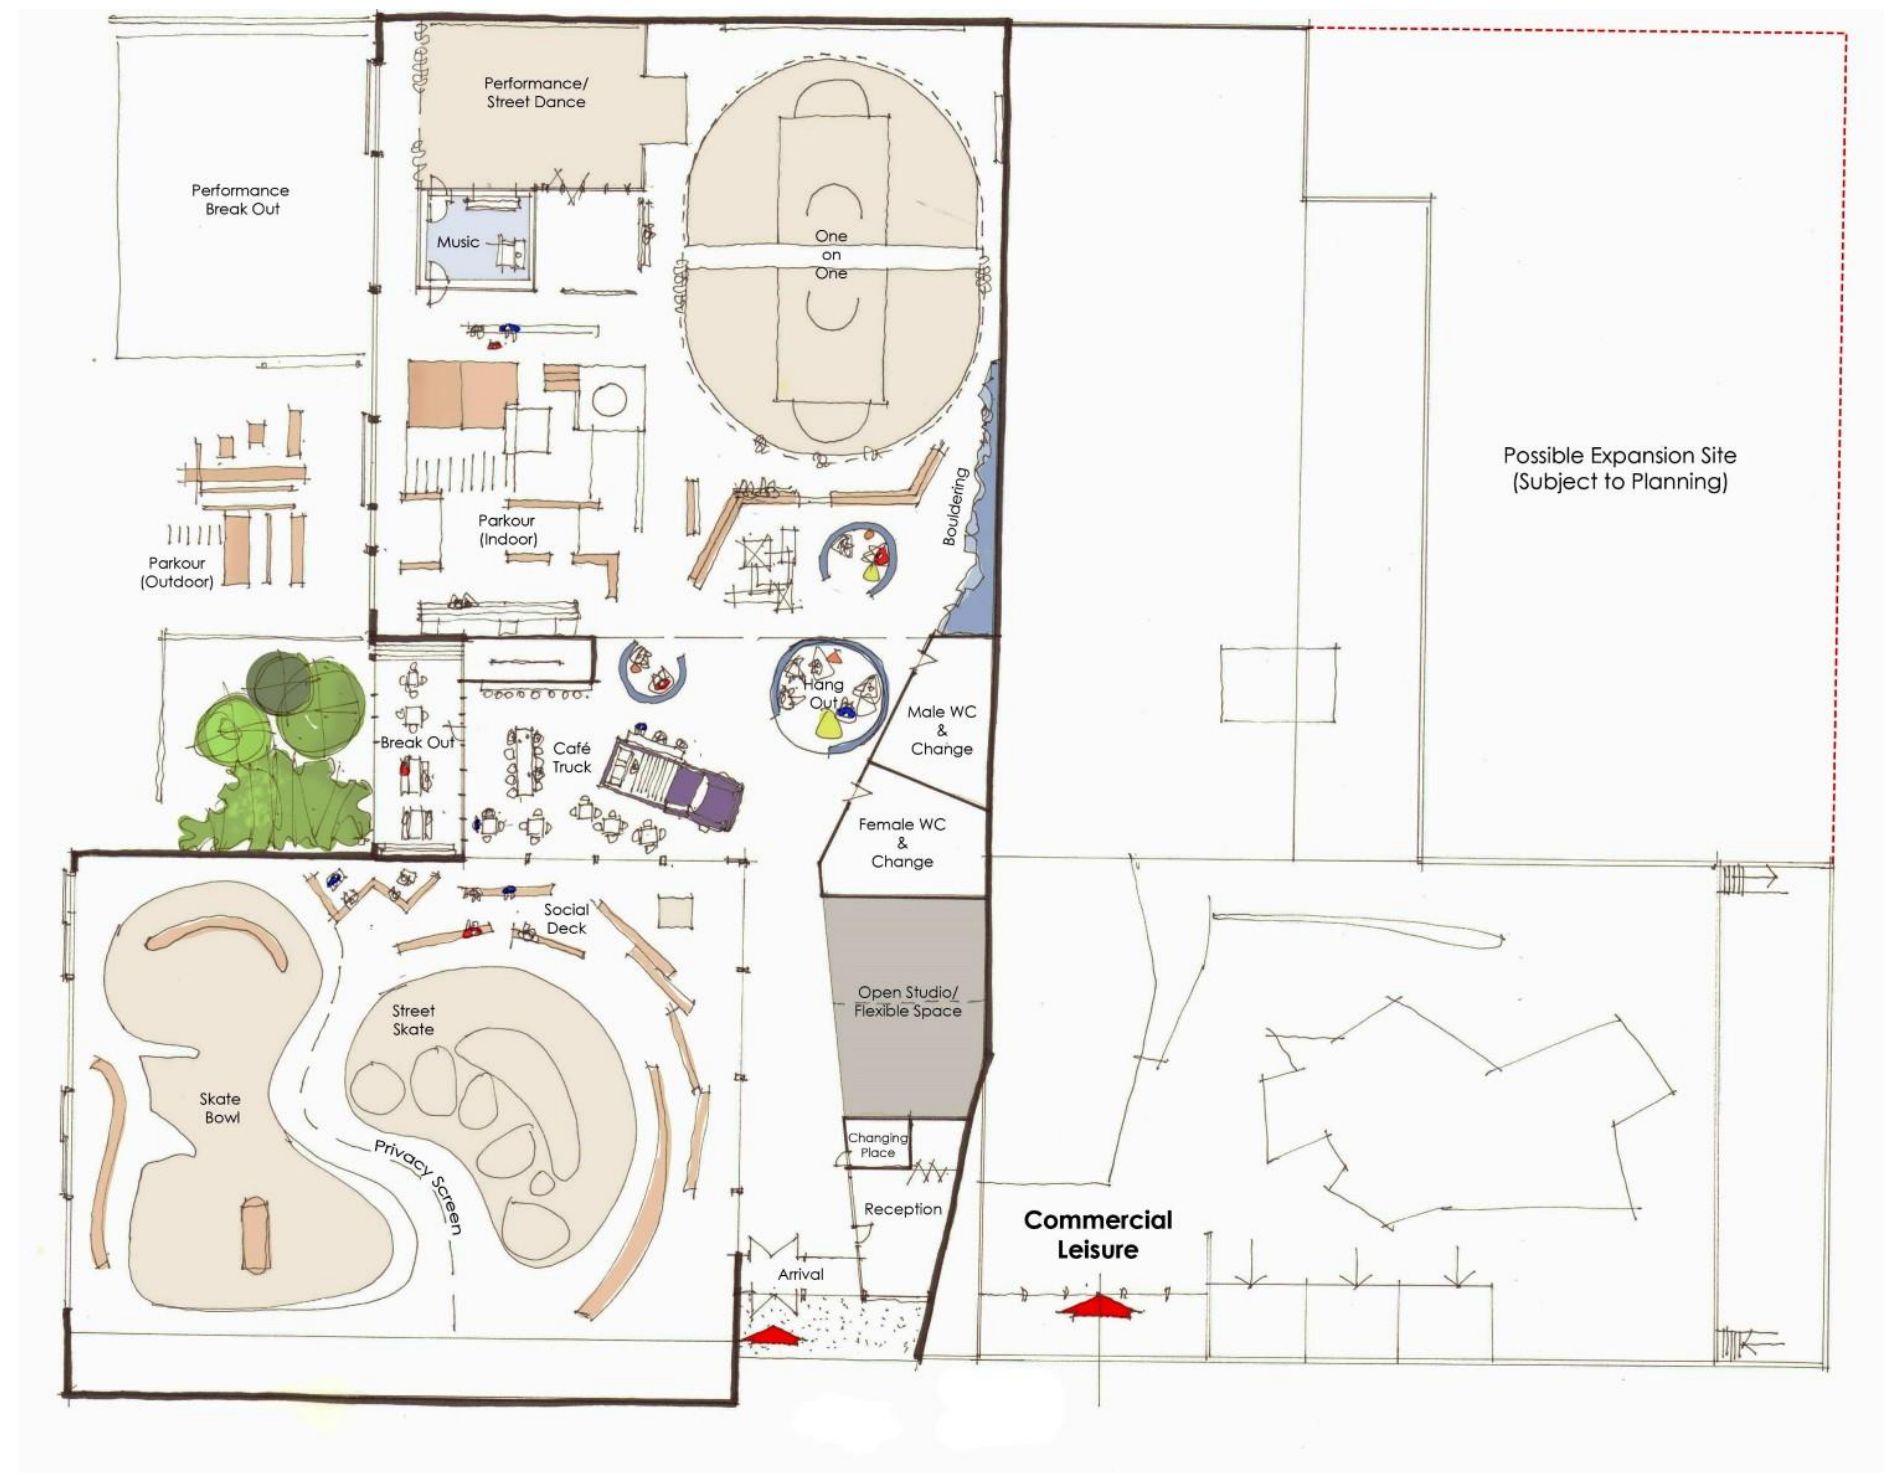 Performance/
Street Dance
Performance
Break Out
Music
One
on
One
Possible Expansion Site
(Subject to Planning)
Bouldering
Parkour
(Indoor)
Parkour
(Outdoor)
Hang
Out
Male WC
&
Change
Break Out
Café
Truck
Female WC
&
Change
Social
Deck
Open Studio/
Flexible Space
Street
Skate
Skate
Bowl
Privacy Screen
Changing
Place
Reception
Commercial
Leisure
Arrival